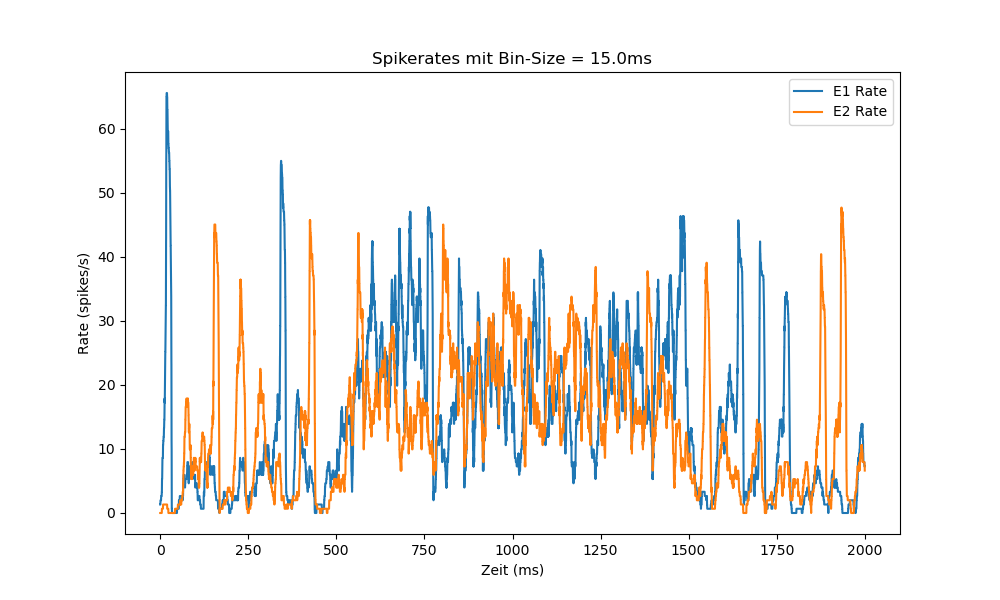 Spikerates mit Bin-Size = 15.0ms
E1 Rate
E2 Rate
Rate (spikes/s)
60
50
40
30
20
10
0
0 250 500 750 1000 1250 1500 1750 2000
Zeit (ms)